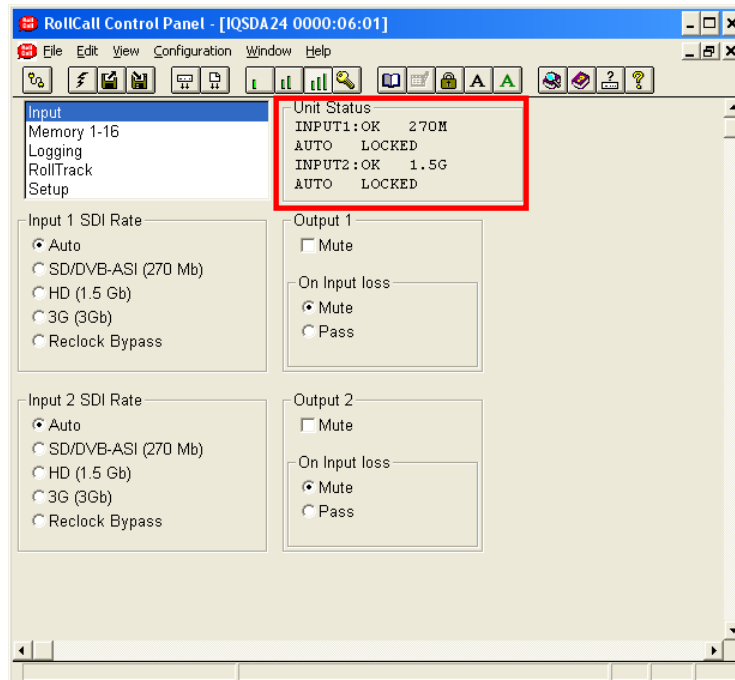 RollCall Control Panel - [IQSDA24 0000:06:01]
File Edit View Configuration Window Help
A A
Input
Memory 1-16
Logging
RollTrack
Setup
Unit Status
INPUT1:OK 270M
AUTO LOCKED
INPUT2:OK 1.5G
AUTO LOCKED
Input 1 SDI Rate
Auto
SD/DVB-ASI (270 Mb)
HD (1.5 Gb)
3G (3Gb)
Reclock Bypass
Output 1
Mute
On Input loss
Mute
Pass
Input 2 SDI Rate
Auto
SD/DVB-ASI (270 Mb)
HD (1.5 Gb)
3G (3Gb)
Reclock Bypass
Output 2
Mute
On Input loss
Mute
Pass